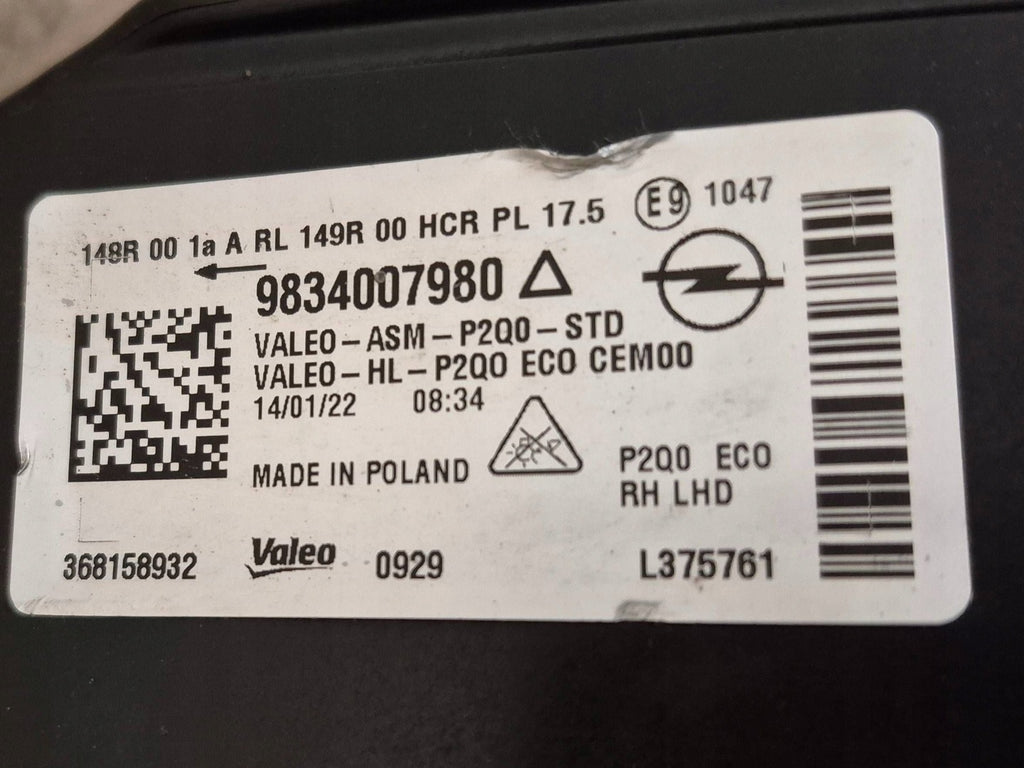 148R 00 1a A RL 149R 00 HCR PL 17.5 E9 1047
9834007980
VALEO-ASM-P2Q0-STD
VALEO-HL-P2Q0 ECO CEM00
14/01/22 08:34
MADE IN POLAND
P2Q0 ECO
RH LHD
368158932 Valeo 0929 L375761